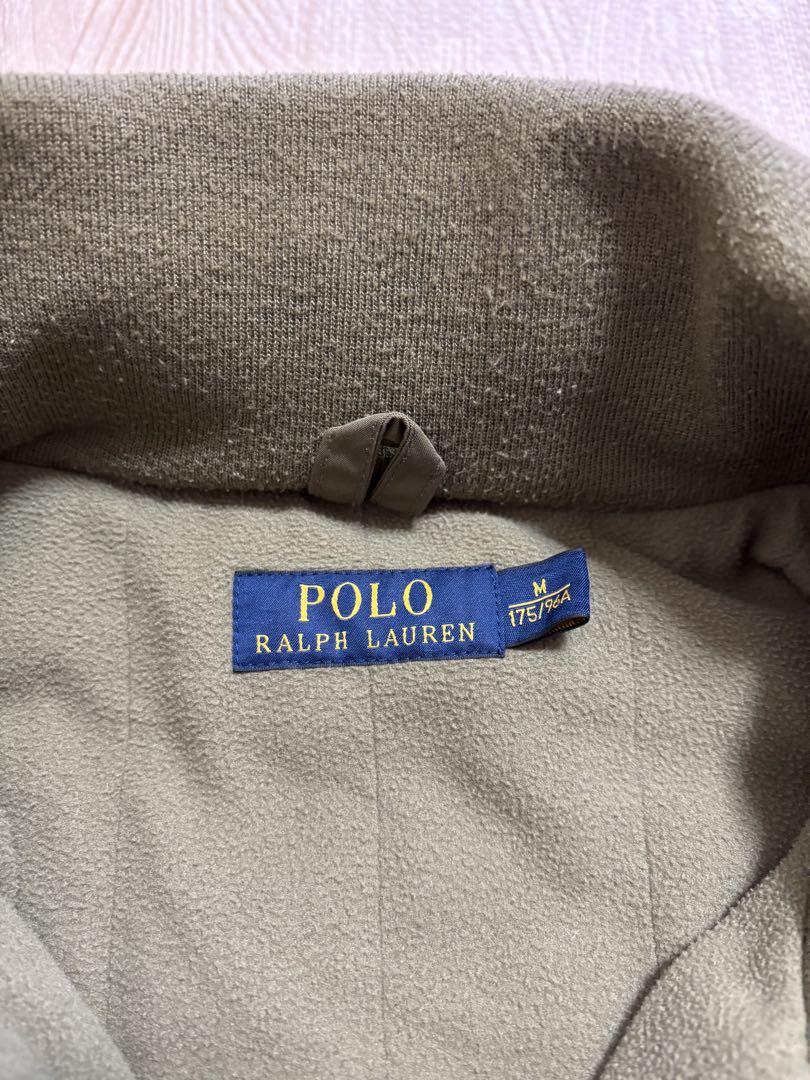 POLO
RALPH LAUREN
M
175/96A